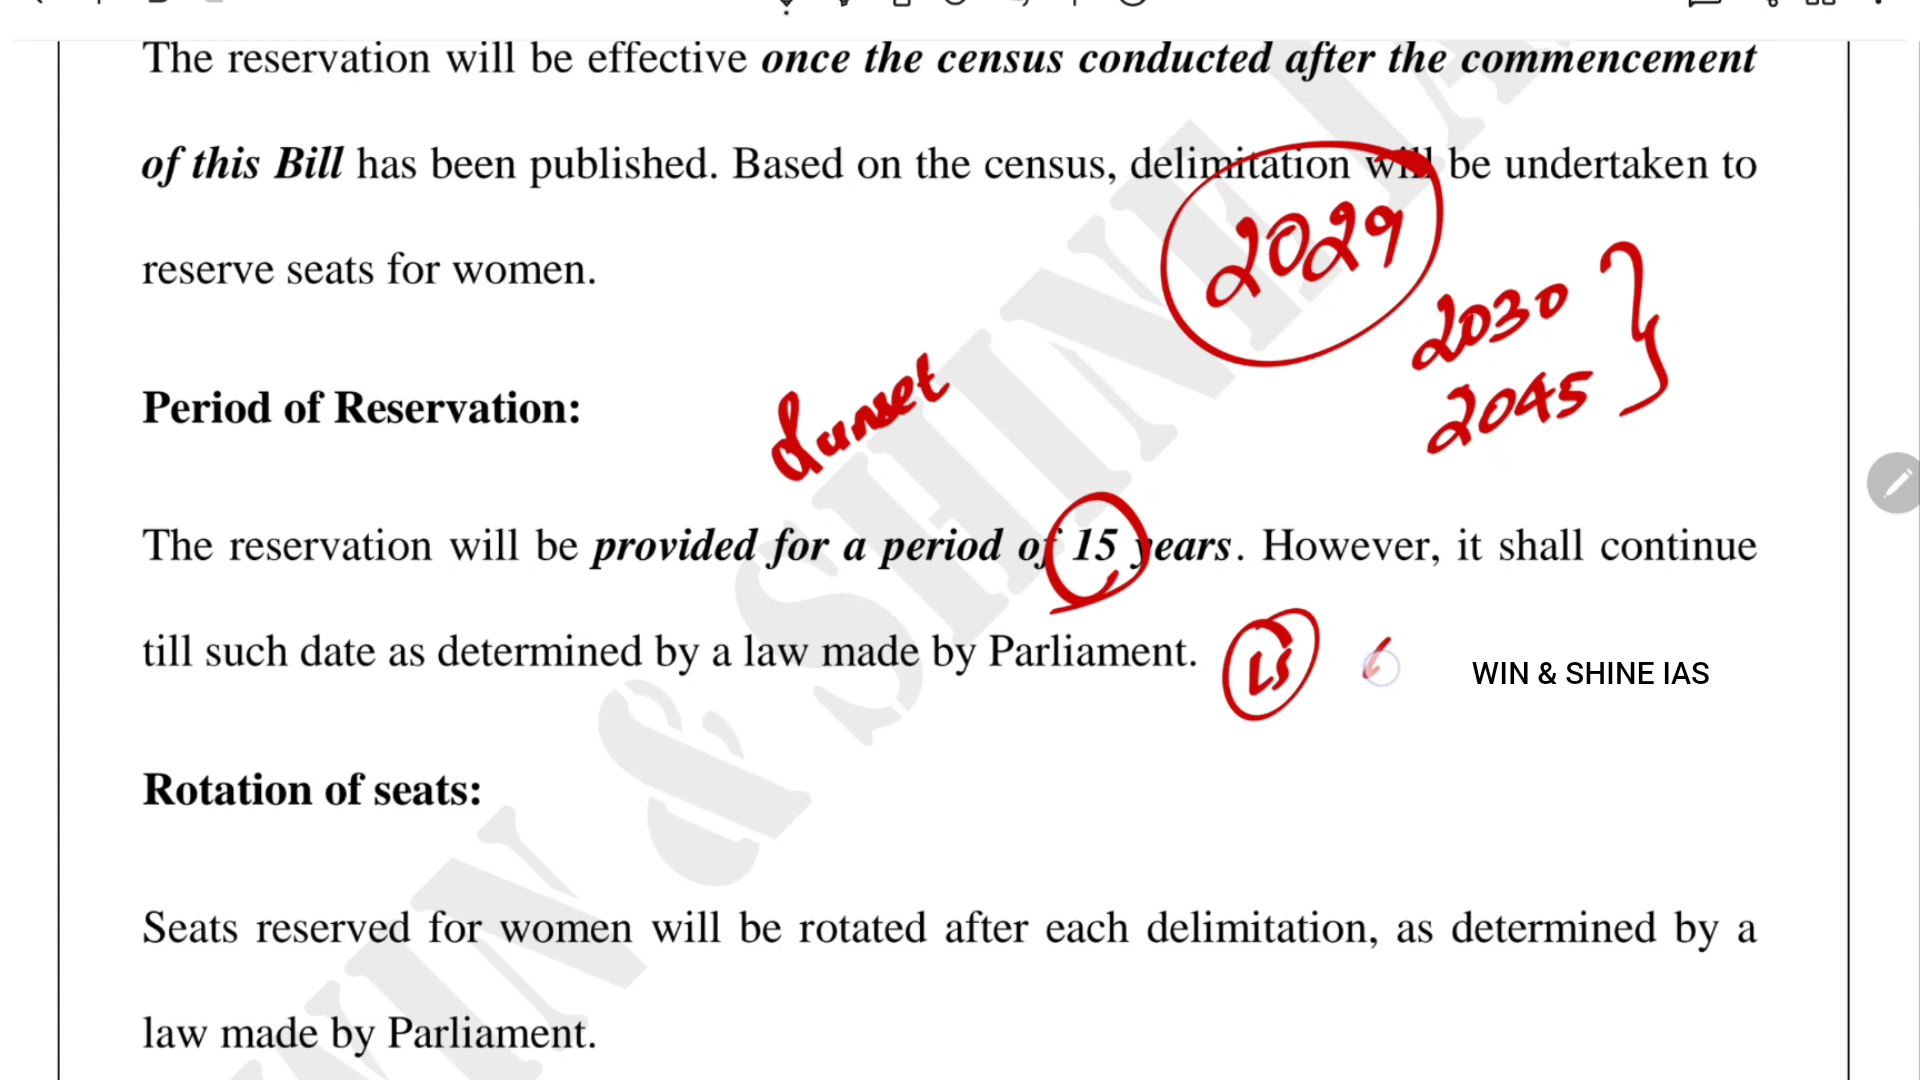 The reservation will be effective once the census conducted after the commencement
of this Bill has been published. Based on the census, delimitation will be undertaken to
2029
reserve seats for women.
2030
2045
Sunset
Period of Reservation:
The reservation will be provided for a period of 15 years. However, it shall continue
till such date as determined by a law made by Parliament.
LS
WIN & SHINE IAS
Rotation of seats:
Seats reserved for women will be rotated after each delimitation, as determined by a
law made by Parliament.
WIN & SHINE IA